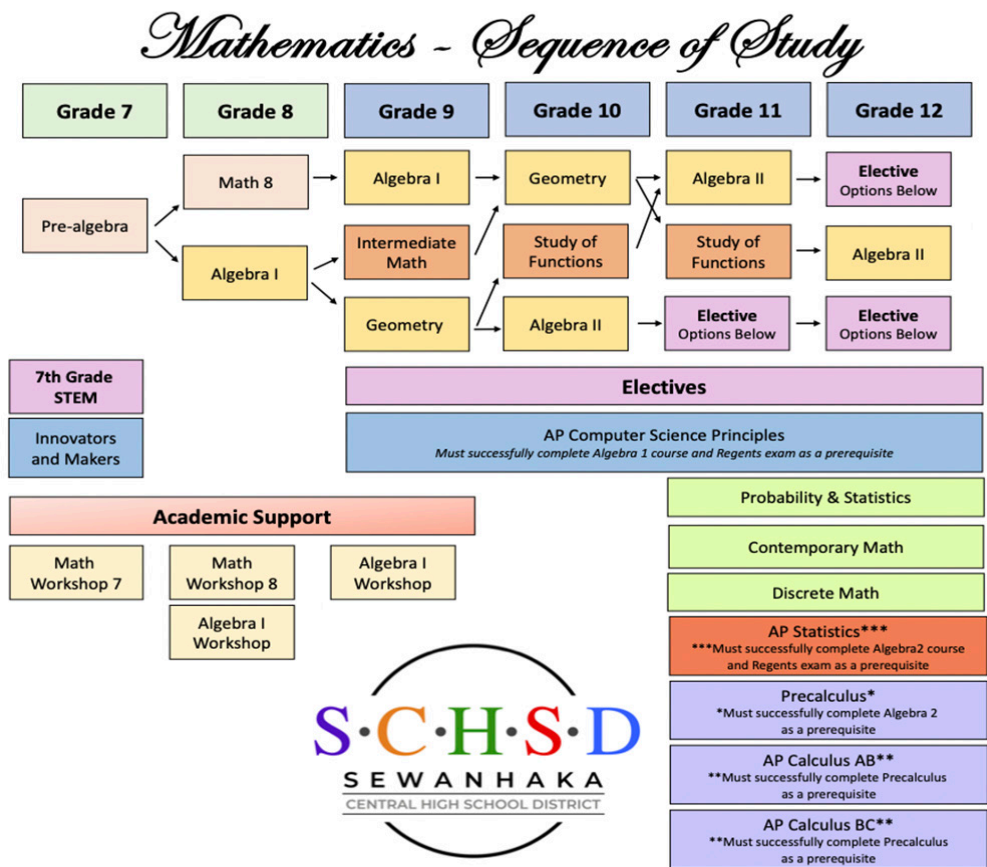 Mathematics - Sequence of Study
Grade 7
Grade 8
Grade 9
Grade 10
Grade 11
Grade 12
Pre-algebra
Math 8
Algebra I
Algebra I
Intermediate
Math
Geometry
Geometry
Study of
Functions
Algebra II
Algebra II
Study of
Functions
Elective
Options Below
Elective
Options Below
Algebra II
Elective
Options Below
7th Grade
STEM
Innovators
and Makers
Electives
AP Computer Science Principles
Must successfully complete Algebra 1 course and Regents exam as a prerequisite
Academic Support
Math
Workshop 7
Math
Workshop 8
Algebra I
Workshop
Algebra I
Workshop
Probability & Statistics
Contemporary Math
Discrete Math
AP Statistics***
***Must successfully complete Algebra2 course
and Regents exam as a prerequisite
Precalculus*
*Must successfully complete Algebra 2
as a prerequisite
AP Calculus AB**
**Must successfully complete Precalculus
as a prerequisite
AP Calculus BC**
**Must successfully complete Precalculus
as a prerequisite
S·C·H·S·D
SEWANHAKA
CENTRAL HIGH SCHOOL DISTRICT